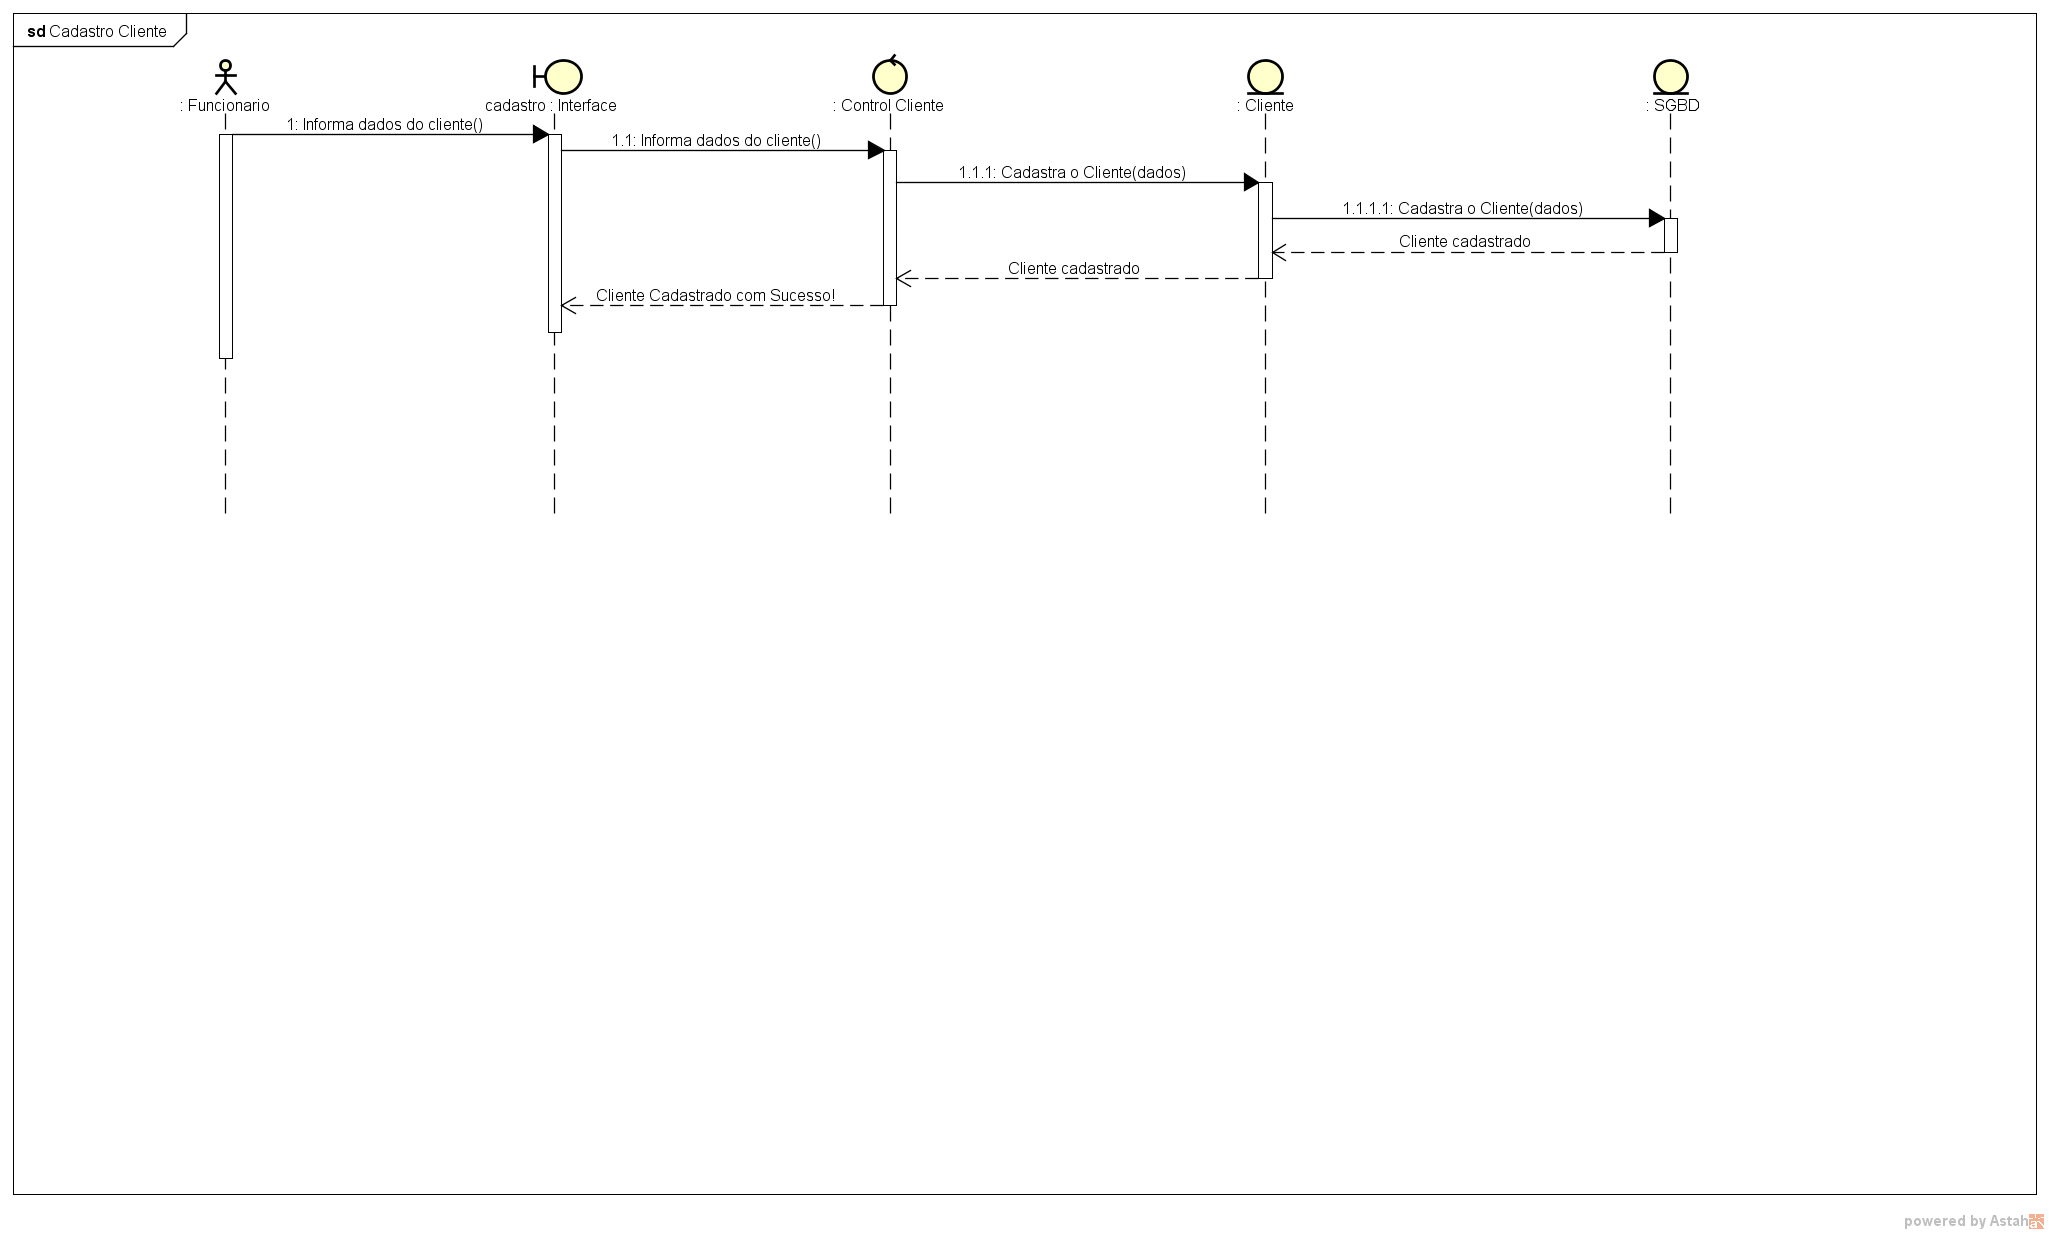 sd Cadastro Cliente
: Funcionario
cadastro : Interface
: Control Cliente
: Cliente
: SGBD
1: Informa dados do cliente()
1.1: Informa dados do cliente()
1.1.1: Cadastra o Cliente(dados)
1.1.1.1: Cadastra o Cliente(dados)
Cliente cadastrado
Cliente cadastrado
Cliente Cadastrado com Sucesso!
powered by Astah